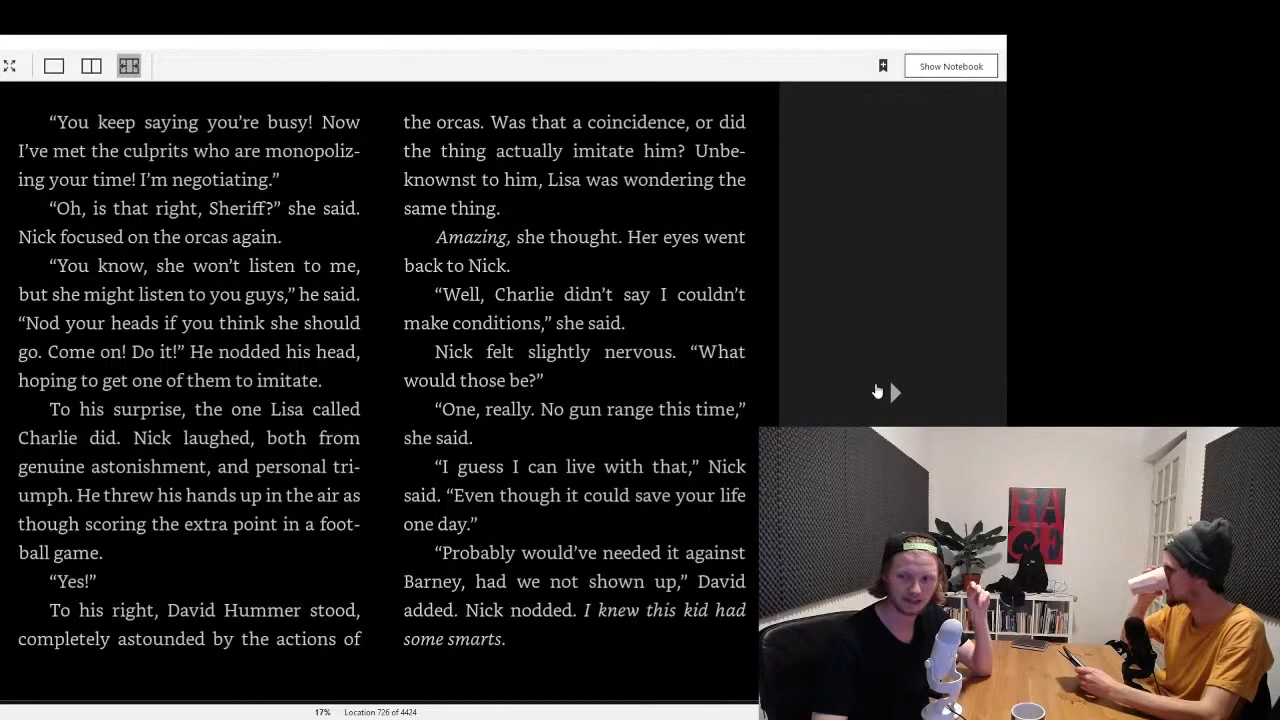 Show Notebook
“You keep saying you’re busy! Now
I’ve met the culprits who are monopoliz-
ing your time! I’m negotiating.”
“Oh, is that right, Sheriff?” she said.
Nick focused on the orcas again.
“You know, she won’t listen to me,
but she might listen to you guys,” he said.
“Nod your heads if you think she should
go. Come on! Do it!” He nodded his head,
hoping to get one of them to imitate.
To his surprise, the one Lisa called
Charlie did. Nick laughed, both from
genuine astonishment, and personal tri-
umph. He threw his hands up in the air as
though scoring the extra point in a foot-
ball game.
“Yes!”
To his right, David Hummer stood,
completely astounded by the actions of
the orcas. Was that a coincidence, or did
the thing actually imitate him? Unbe-
knownst to him, Lisa was wondering the
same thing.
Amazing, she thought. Her eyes went
back to Nick.
“Well, Charlie didn’t say I couldn’t
make conditions,” she said.
Nick felt slightly nervous. “What
would those be?”
“One, really. No gun range this time,”
she said.
“I guess I can live with that,” Nick
said. “Even though it could save your life
one day.”
“Probably would’ve needed it against
Barney, had we not shown up,” David
added. Nick nodded. I knew this kid had
some smarts.
17% Location 726 of 4424
RA
GE